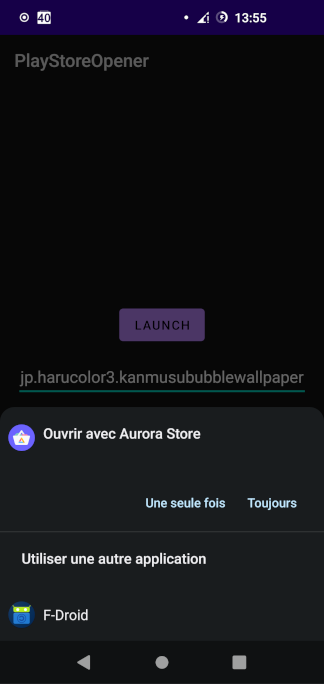 40
13:55
PlayStoreOpener
LAUNCH
jp.harucolor3.kanmusububblewallpaper
Ouvrir avec Aurora Store
Une seule fois Toujours
Utiliser une autre application
F-Droid